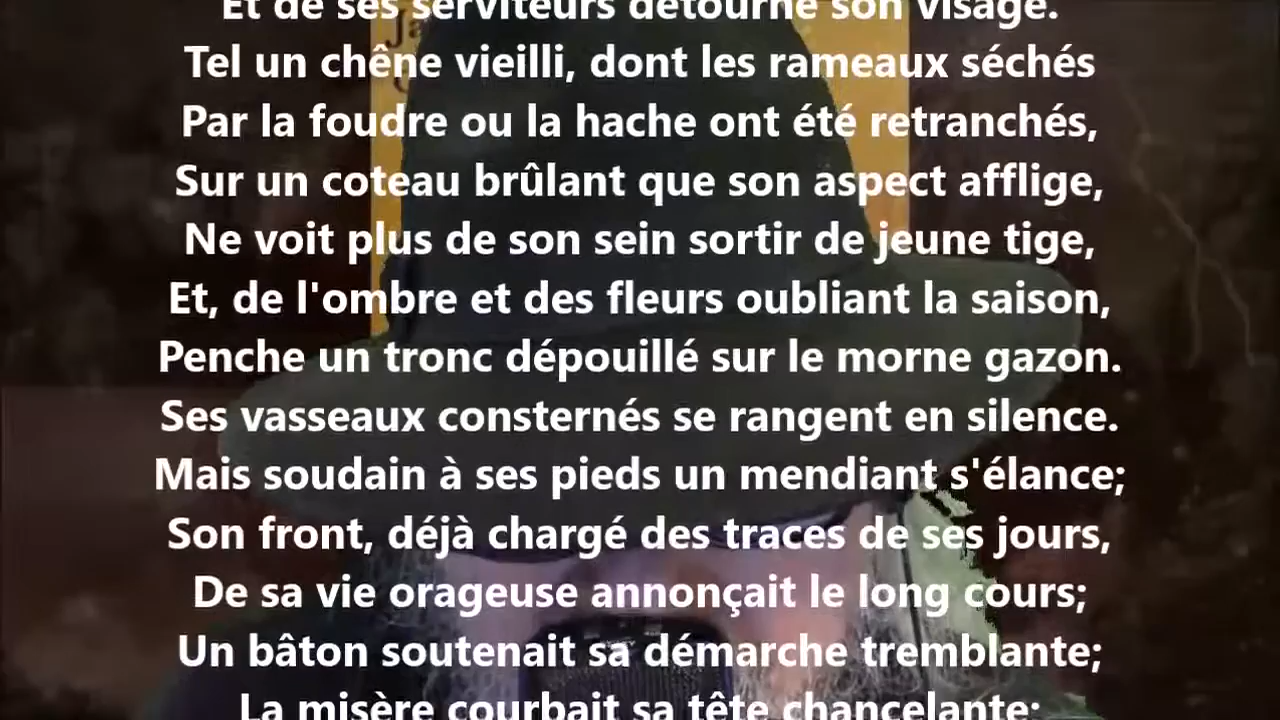 Ja
Et de ses serviteurs détourne son visage.
Tel un chêne vieilli, dont les rameaux séchés
Par la foudre ou la hache ont été retranchés,
Sur un coteau brûlant que son aspect afflige,
Ne voit plus de son sein sortir de jeune tige,
Et, de l'ombre et des fleurs oubliant la saison,
Penche un tronc dépouillé sur le morne gazon.
Ses vasseaux consternés se rangent en silence.
Mais soudain à ses pieds un mendiant s'élance;
Son front, déjà chargé des traces de ses jours,
De sa vie orageuse annonçait le long cours;
Un bâton soutenait sa démarche tremblante;
La misère courbait sa tête chancelante;